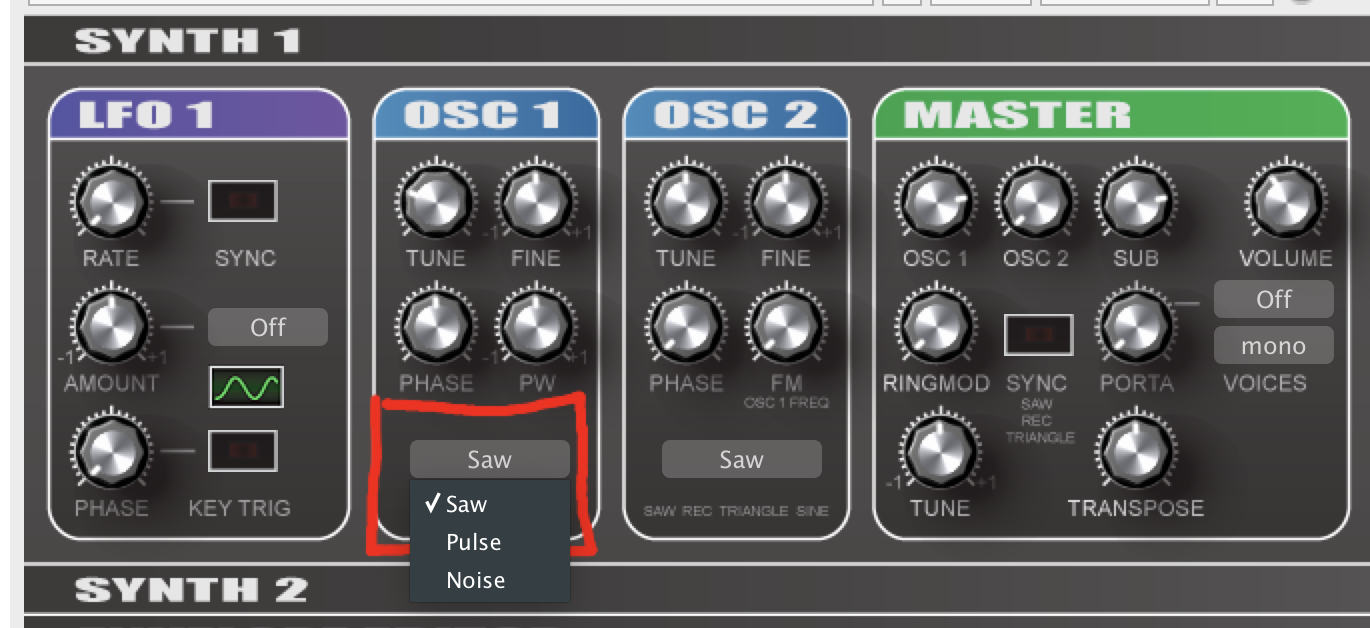 SYNTH 1
LFO 1
RATE
SYNC
Off
-1 +1
AMOUNT
PHASE
KEY TRIG
OSC 1
TUNE
-1 +1
FINE
PHASE
-1 +1
PW
Saw
✓ Saw
Pulse
Noise
OSC 2
TUNE
-1 +1
FINE
PHASE
FM
OSC 1 FREQ
Saw
SAW REC TRIANGLE SINE
MASTER
OSC 1
OSC 2
SUB
VOLUME
RINGMOD
SYNC
SAW
REC
TRIANGLE
PORTA
Off
mono
VOICES
-1 +1
TUNE
TRANSPOSE
SYNTH 2